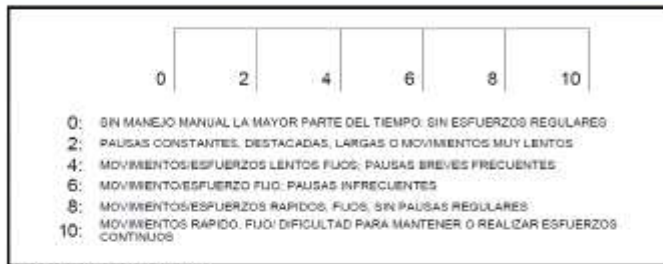 0 2 4 6 8 10
0: SIN MANEJO MANUAL LA MAYOR PARTE DEL TIEMPO: SIN ESFUERZOS REGULARES
2: PAUSAS CONSTANTES, DESTACADAS, LARGAS O MOVIMIENTOS MUY LENTOS
4: MOVIMIENTOS/ESFUERZOS LENTOS FIJOS; PAUSAS BREVES FRECUENTES
6: MOVIMIENTO/ESFUERZO FIJO; PAUSAS INFRECUENTES
8: MOVIMIENTOS/ESFUERZOS RAPIDOS, FIJOS, SIN PAUSAS REGULARES
10: MOVIMIENTOS RAPIDO, FIJO/ DIFICULTAD PARA MANTENER O REALIZAR ESFUERZOS
CONTINUOS